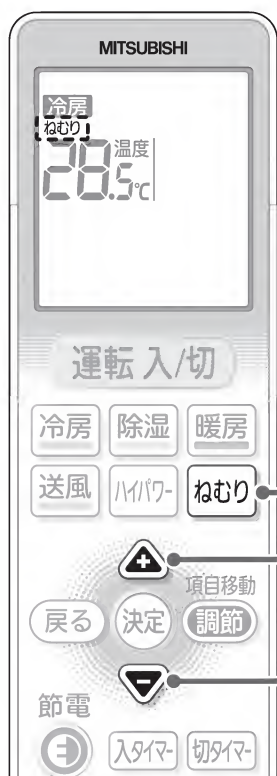 MITSUBISHI
冷房
ねむり
温度
28.5℃
運転 入/切
冷房 除湿 暖房
送風 ハイパワー ねむり
+
項目移動
戻る 決定 調節
-
節電
入タイマー 切タイマー